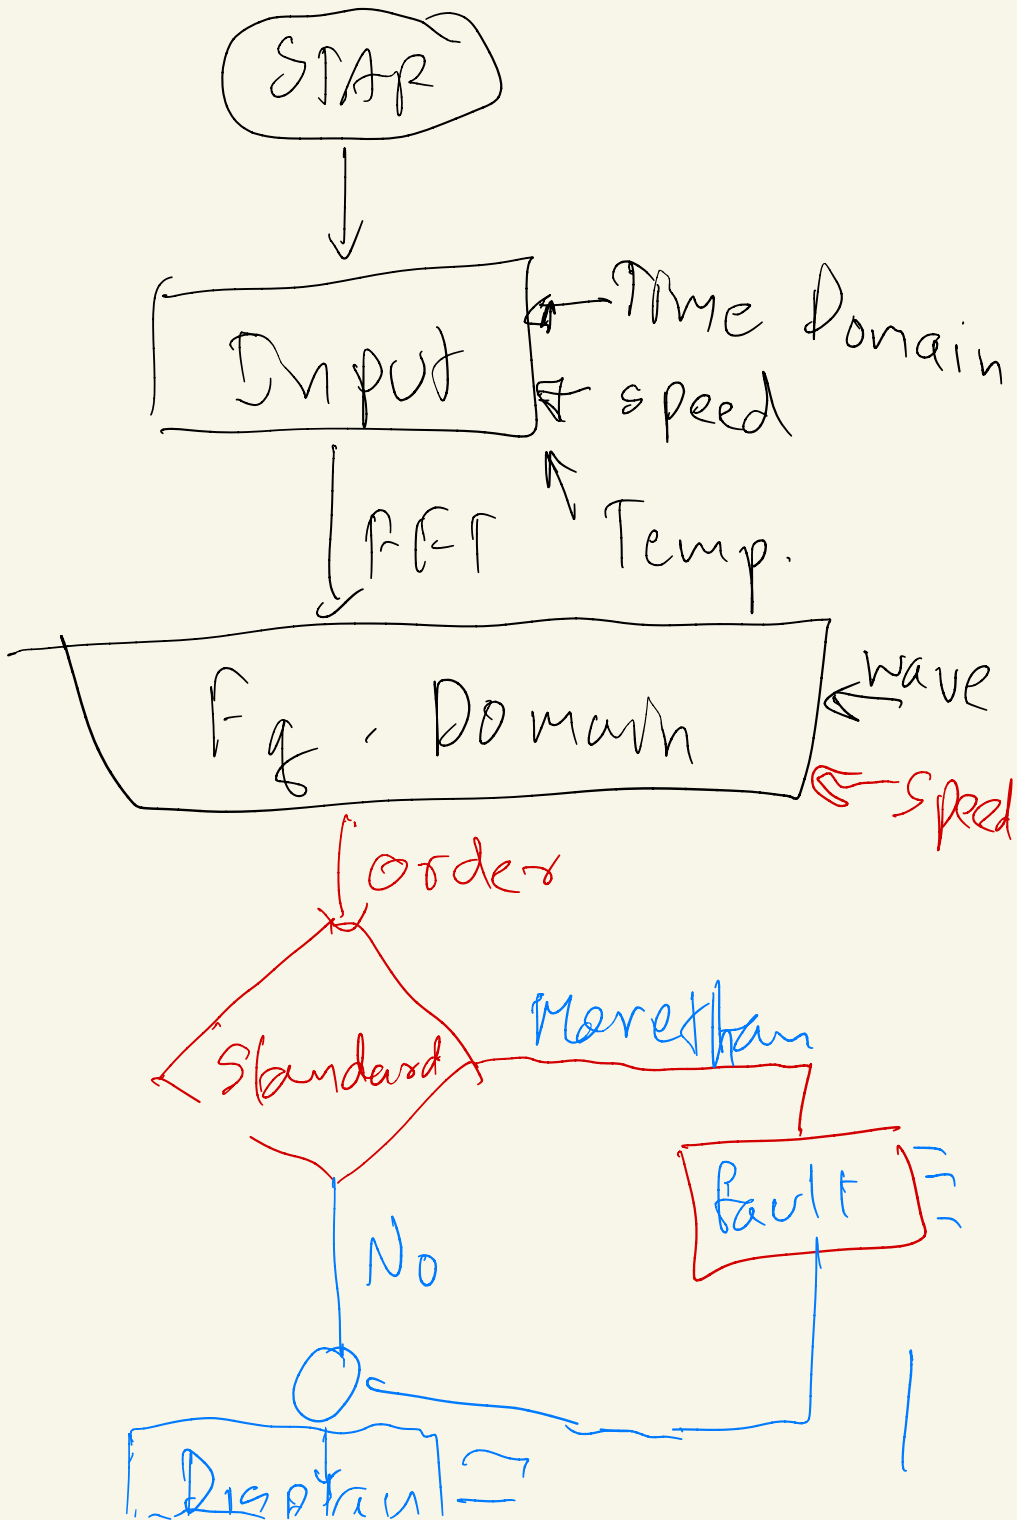 STAR
Input
Time Domain
speed
FFT
Temp.
Fq. Domain
wave
Speed
order
Standard
Morethan
fault
No
Display